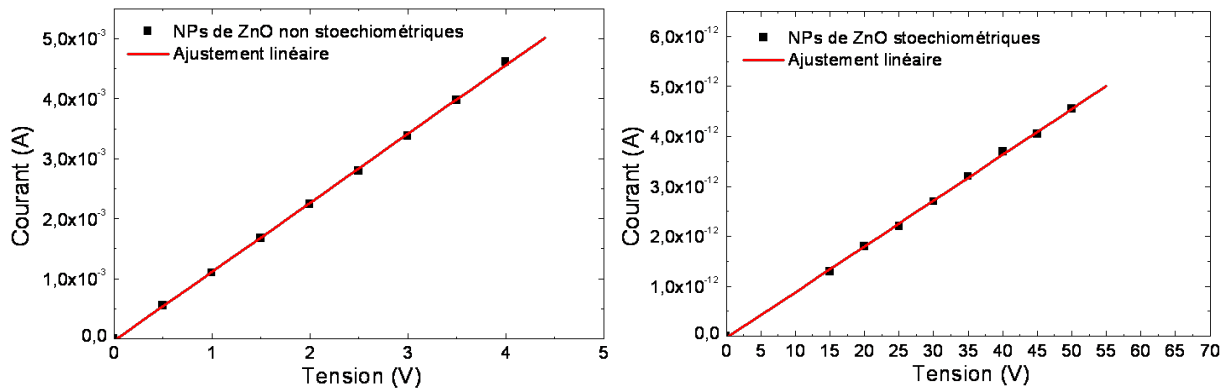 NPs de ZnO non stoechiométriques
Ajustement linéaire
5,0x10⁻³
4,0x10⁻³
3,0x10⁻³
2,0x10⁻³
1,0x10⁻³
0,0
Courant (A)
0 1 2 3 4 5
Tension (V)
NPs de ZnO stoechiométriques
Ajustement linéaire
6,0x10⁻¹²
5,0x10⁻¹²
4,0x10⁻¹²
3,0x10⁻¹²
2,0x10⁻¹²
1,0x10⁻¹²
0,0
Courant (A)
0 5 10 15 20 25 30 35 40 45 50 55 60 65 70
Tension (V)